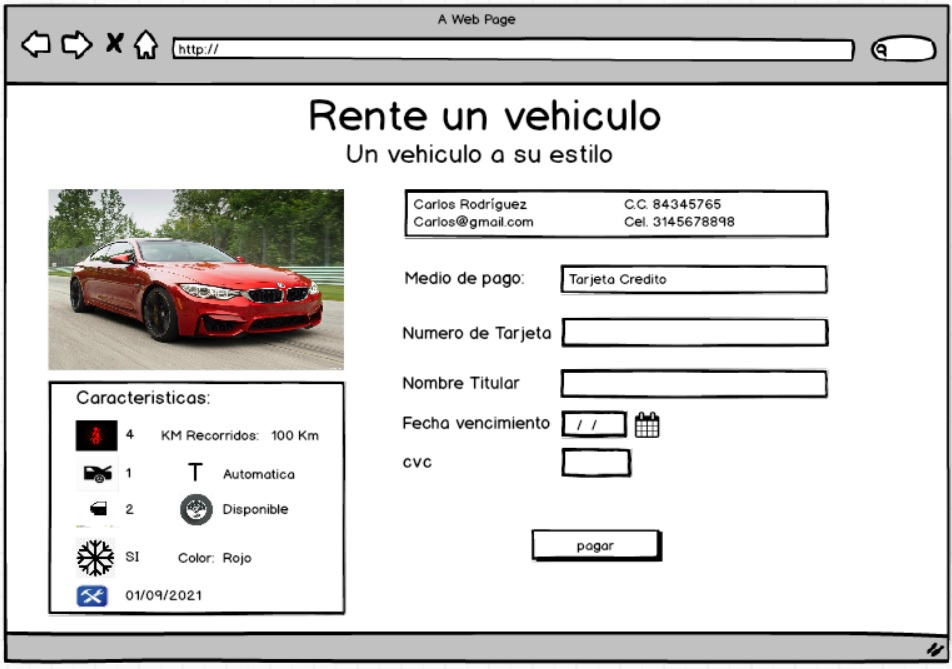 A Web Page
http://
Rente un vehiculo
Un vehiculo a su estilo
Carlos Rodríguez C.C. 84345765
Carlos@gmail.com Cel. 3145678898
Medio de pago: Tarjeta Credito
Numero de Tarjeta
Nombre Titular
Fecha vencimiento / /
cvc
pagar
Caracteristicas:
4 KM Recorridos: 100 Km
1 T Automatica
2 Disponible
SI Color: Rojo
01/09/2021